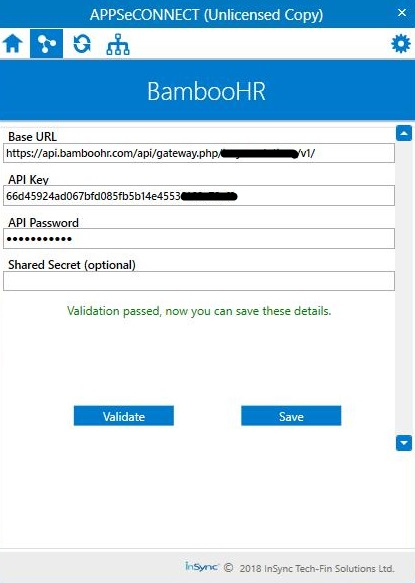 APPSeCONNECT (Unlicensed Copy)
BambooHR
Base URL
https://api.bamboohr.com/api/gateway.php/ /v1/
API Key
66d45924ad067bfd085fb5b14e4553
API Password
•••••••••••
Shared Secret (optional)
Validation passed, now you can save these details.
Validate Save
InSync © 2018 InSync Tech-Fin Solutions Ltd.